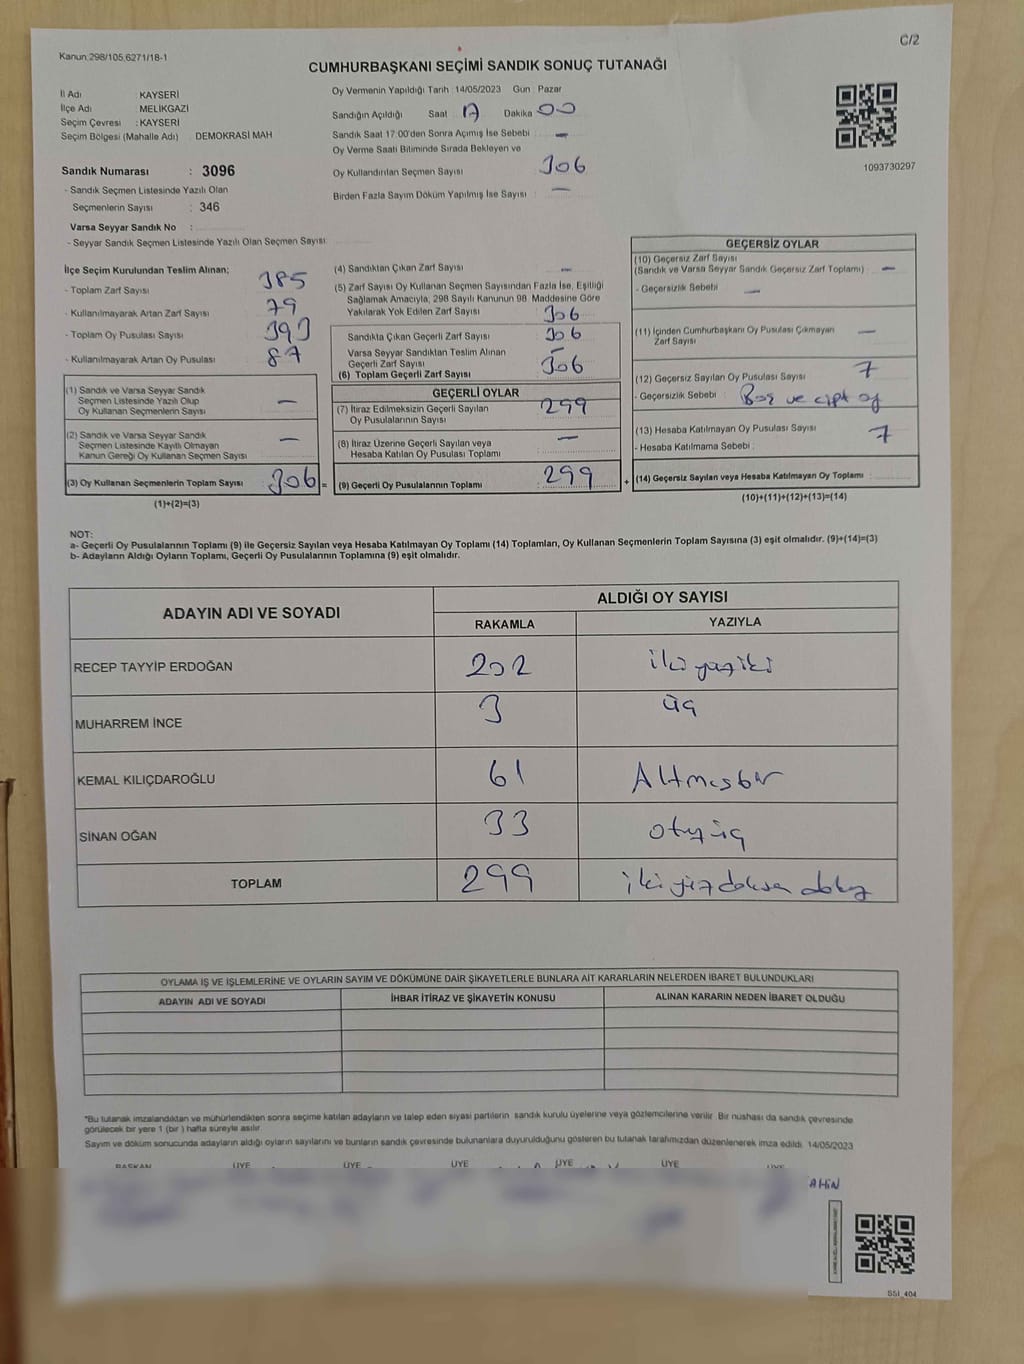 C/2
Kanun:298/105,6271/18-1
CUMHURBAŞKANI SEÇİMİ SANDIK SONUÇ TUTANAĞI
İl Adı : KAYSERİ
İlçe Adı : MELİKGAZİ
Seçim Çevresi : KAYSERİ
Seçim Bölgesi (Mahalle Adı) : DEMOKRASİ MAH
Sandık Numarası : 3096
- Sandık Seçmen Listesinde Yazılı Olan
Seçmenlerin Sayısı : 346
Varsa Seyyar Sandık No :
- Seyyar Sandık Seçmen Listesinde Yazılı Olan Seçmen Sayısı:
Oy Vermenin Yapıldığı Tarih : 14/05/2023 Gün : Pazar
Sandığın Açıldığı Saat 17 Dakika 00
Sandık Saat 17:00'den Sonra Açımış İse Sebebi : —
Oy Verme Saati Bitiminde Sırada Bekleyen ve
Oy Kullandırılan Seçmen Sayısı : 306
Birden Fazla Sayım Döküm Yapılmış İse Sayısı : —
1093730297
İlçe Seçim Kurulundan Teslim Alınan;
- Toplam Zarf Sayısı : 385
- Kullanılmayarak Artan Zarf Sayısı : 79
- Toplam Oy Pusulası Sayısı : 393
- Kullanılmayarak Artan Oy Pusulası : 87
(1) Sandık ve Varsa Seyyar Sandık
Seçmen Listesinde Yazılı Olup
Oy Kullanan Seçmenlerin Sayısı : —
(2) Sandık ve Varsa Seyyar Sandık
Seçmen Listesinde Kayıtlı Olmayan
Kanun Gereği Oy Kullanan Seçmen Sayısı : —
(3) Oy Kullanan Seçmenlerin Toplam Sayısı : 306 =
(1)+(2)=(3)
(4) Sandıktan Çıkan Zarf Sayısı : —
(5) Zarf Sayısı Oy Kullanan Seçmen Sayısından Fazla İse, Eşitliği
Sağlamak Amacıyla; 298 Sayılı Kanunun 98. Maddesine Göre
Yakılarak Yok Edilen Zarf Sayısı : 306
Sandıkta Çıkan Geçerli Zarf Sayısı : 306
Varsa Seyyar Sandıktan Teslim Alınan
Geçerli Zarf Sayısı : —
(6) Toplam Geçerli Zarf Sayısı : 306
GEÇERLİ OYLAR
(7) İtiraz Edilmeksizin Geçerli Sayılan
Oy Pusulalarının Sayısı : 299
(8) İtiraz Üzerine Geçerli Sayılan veya
Hesaba Katılan Oy Pusulası Toplamı : —
(9) Geçerli Oy Pusulalarının Toplamı : 299 +
GEÇERSİZ OYLAR
(10) Geçersiz Zarf Sayısı
(Sandık ve Varsa Seyyar Sandık Geçersiz Zarf Toplamı) : —
- Geçersizlik Sebebi : —
(11) İçinden Cumhurbaşkanı Oy Pusulası Çıkmayan
Zarf Sayısı : —
(12) Geçersiz Sayılan Oy Pusulası Sayısı : 7
- Geçersizlik Sebebi : Boş ve çift oy
(13) Hesaba Katılmayan Oy Pusulası Sayısı : 7
- Hesaba Katılmama Sebebi :
(14) Geçersiz Sayılan veya Hesaba Katılmayan Oy Toplamı :
(10)+(11)+(12)+(13)=(14)
NOT:
a- Geçerli Oy Pusulalarının Toplamı (9) ile Geçersiz Sayılan veya Hesaba Katılmayan Oy Toplamı (14) Toplamları, Oy Kullanan Seçmenlerin Toplam Sayısına (3) eşit olmalıdır. (9)+(14)=(3)
b- Adayların Aldığı Oyların Toplamı, Geçerli Oy Pusulalarının Toplamına (9) eşit olmalıdır.
ADAYIN ADI VE SOYADI
ALDIĞI OY SAYISI
RAKAMLA YAZIYLA
RECEP TAYYİP ERDOĞAN 202 iki yüz iki
MUHARREM İNCE 3 üç
KEMAL KILIÇDAROĞLU 61 Altmışbir
SİNAN OĞAN 33 otuz üç
TOPLAM 299 iki yüz doksan dokuz
OYLAMA İŞ VE İŞLEMLERİNE VE OYLARIN SAYIM VE DÖKÜMÜNE DAİR ŞİKAYETLERLE BUNLARA AİT KARARLARIN NELERDEN İBARET BULUNDUKLARI
ADAYIN ADI VE SOYADI İHBAR İTİRAZ VE ŞİKAYETİN KONUSU ALINAN KARARIN NEDEN İBARET OLDUĞU
*Bu tutanak imzalandıktan ve mühürlendikten sonra seçime katılan adayların ve talep eden siyasi partilerin sandık kurulu üyelerine veya gözlemcilerine verilir. Bir nüshası da sandık çevresinde
görülecek bir yere 1 (bir ) hafta süreyle asılır.
Sayım ve döküm sonucunda adayların aldığı oyların sayılarını ve bunların sandık çevresinde bulunanlara duyurulduğunu gösteren bu tutanak tarafımızdan düzenlenerek imza edildi. 14/05/2023
BAŞKAN ÜYE ÜYE ÜYE ÜYE ÜYE ÜYE
AHİN
SSI_404